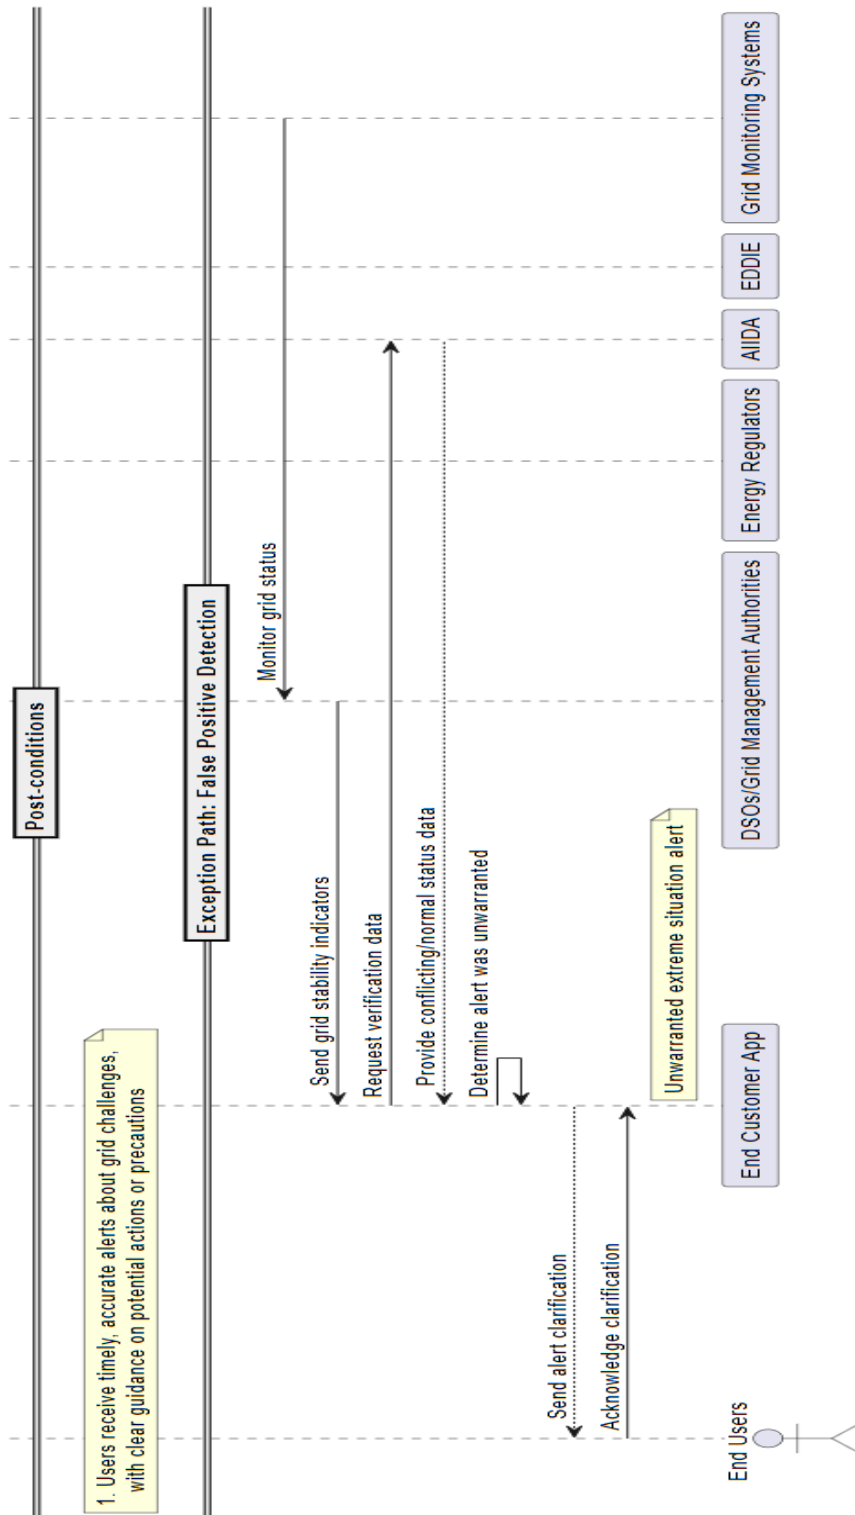 Post-conditions
1. Users receive timely, accurate alerts about grid challenges,
with clear guidance on potential actions or precautions
Exception Path: False Positive Detection
Monitor grid status
Send grid stability indicators
Request verification data
Provide conflicting/normal status data
Determine alert was unwarranted
Send alert clarification
Acknowledge clarification
Unwarranted extreme situation alert
End Users
End Customer App
DSOs/Grid Management Authorities
Energy Regulators
AIIDA
EDDIE
Grid Monitoring Systems